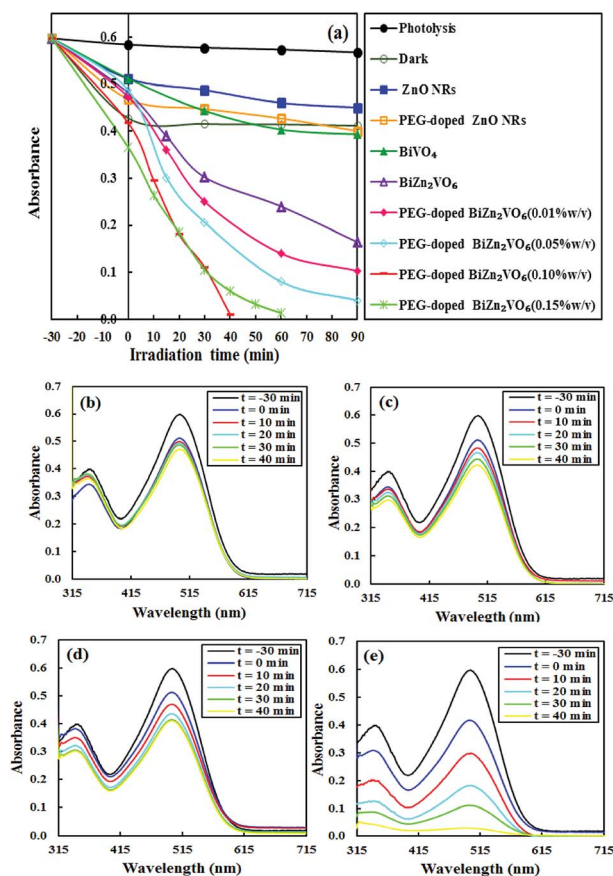 (a)
0.6
0.5
0.4
0.3
0.2
0.1
0.0
Absorbance
-30 -20 -10 0 10 20 30 40 50 60 70 80 90
Irradiation time (min)
Photolysis
Dark
ZnO NRs
PEG-doped ZnO NRs
BiVO₄
BiZn₂VO₆
PEG-doped BiZn₂VO₆(0.01%w/v)
PEG-doped BiZn₂VO₆(0.05%w/v)
PEG-doped BiZn₂VO₆(0.10%w/v)
PEG-doped BiZn₂VO₆(0.15%w/v)
(b)
0.7
0.6
0.5
0.4
0.3
0.2
0.1
0.0
Absorbance
t = -30 min
t = 0 min
t = 10 min
t = 20 min
t = 30 min
t = 40 min
315 415 515 615 715
Wavelength (nm)
(c)
0.7
0.6
0.5
0.4
0.3
0.2
0.1
0.0
Absorbance
t = -30 min
t = 0 min
t = 10 min
t = 20 min
t = 30 min
t = 40 min
315 415 515 615 715
Wavelength (nm)
(d)
0.7
0.6
0.5
0.4
0.3
0.2
0.1
0.0
Absorbance
t = -30 min
t = 0 min
t = 10 min
t = 20 min
t = 30 min
t = 40 min
315 415 515 615 715
Wavelength (nm)
(e)
0.7
0.6
0.5
0.4
0.3
0.2
0.1
0.0
Absorbance
t = -30 min
t = 0 min
t = 10 min
t = 20 min
t = 30 min
t = 40 min
315 415 515 615 715
Wavelength (nm)